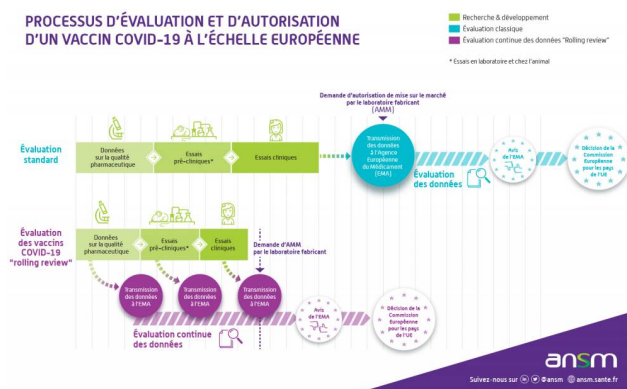 PROCESSUS D'ÉVALUATION ET D'AUTORISATION
D'UN VACCIN COVID-19 À L'ÉCHELLE EUROPÉENNE
Recherche & développement
Évaluation classique
Évaluation continue des données "Rolling review"
* Essais en laboratoire et chez l'animal
Demande d'autorisation de mise sur le marché
par le laboratoire fabricant
(AMM)
Évaluation
standard
Données
sur la qualité
pharmaceutique
Essais
pré-cliniques*
Essais cliniques
Transmission
des données
à l'Agence
Européenne
du Médicament
(EMA)
Évaluation
des données
Avis
de l'EMA
Décision de la
Commission
Européenne
pour les pays
de l'UE
Évaluation
des vaccins
COVID-19
"rolling review"
Données
sur la qualité
pharmaceutique
Essais
pré-cliniques*
Essais
cliniques
Demande d'AMM
par le laboratoire fabricant
Transmission
des données
à l'EMA
Transmission
des données
à l'EMA
Transmission
des données
à l'EMA
Évaluation continue
des données
Avis
de l'EMA
Décision de la
Commission
Européenne
pour les pays
de l'UE
ansm
Suivez-nous sur @ansm ansm.sante.fr